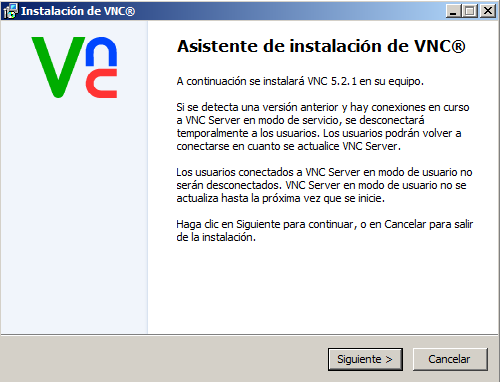 Instalación de VNC®
Vnc
Asistente de instalación de VNC®
A continuación se instalará VNC 5.2.1 en su equipo.
Si se detecta una versión anterior y hay conexiones en curso
a VNC Server en modo de servicio, se desconectará
temporalmente a los usuarios. Los usuarios podrán volver a
conectarse en cuanto se actualice VNC Server.
Los usuarios conectados a VNC Server en modo de usuario no
serán desconectados. VNC Server en modo de usuario no se
actualiza hasta la próxima vez que se inicie.
Haga clic en Siguiente para continuar, o en Cancelar para salir
de la instalación.
Siguiente >
Cancelar